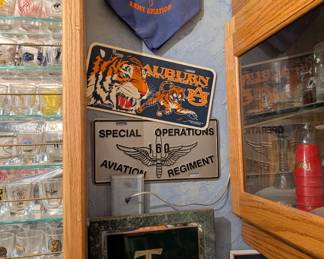 ARMY AVIATION
AUBURN
AU
SPECIAL OPERATIONS
160
AVIATION REGIMENT